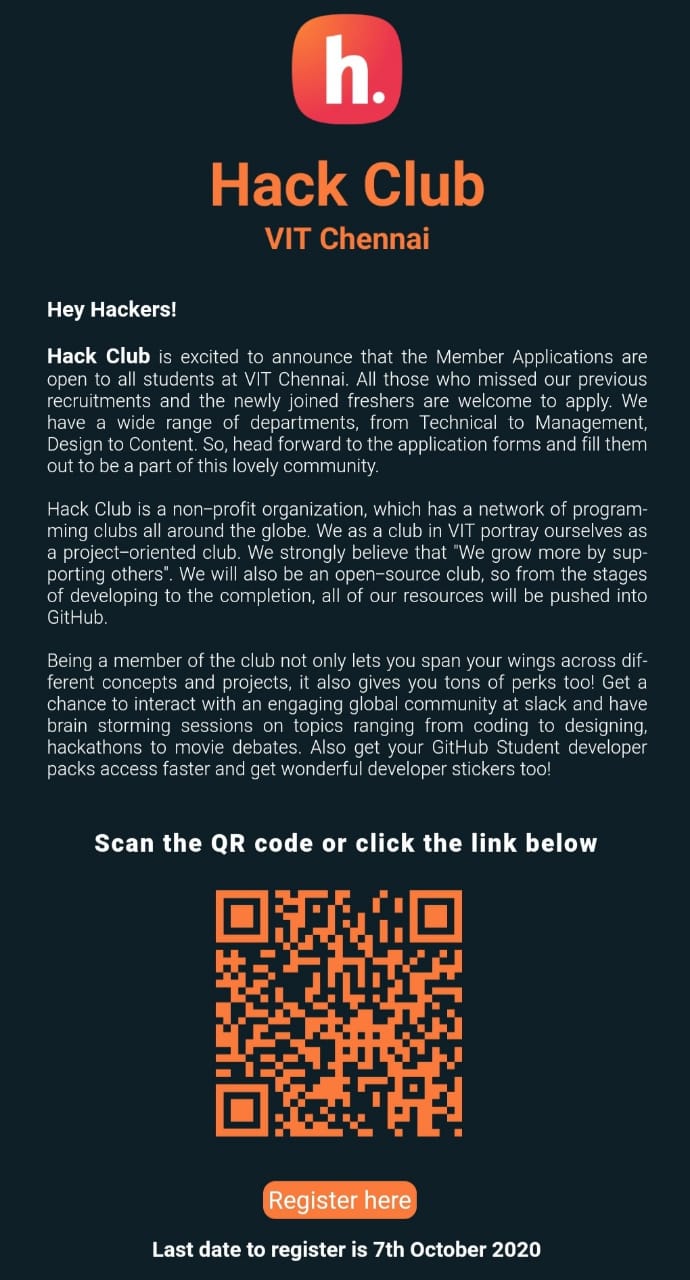 h.
Hack Club
VIT Chennai
Hey Hackers!
Hack Club is excited to announce that the Member Applications are
open to all students at VIT Chennai. All those who missed our previous
recruitments and the newly joined freshers are welcome to apply. We
have a wide range of departments, from Technical to Management,
Design to Content. So, head forward to the application forms and fill them
out to be a part of this lovely community.
Hack Club is a non–profit organization, which has a network of program-
ming clubs all around the globe. We as a club in VIT portray ourselves as
a project–oriented club. We strongly believe that "We grow more by sup-
porting others". We will also be an open–source club, so from the stages
of developing to the completion, all of our resources will be pushed into
GitHub.
Being a member of the club not only lets you span your wings across dif-
ferent concepts and projects, it also gives you tons of perks too! Get a
chance to interact with an engaging global community at slack and have
brain storming sessions on topics ranging from coding to designing,
hackathons to movie debates. Also get your GitHub Student developer
packs access faster and get wonderful developer stickers too!
Scan the QR code or click the link below
Register here
Last date to register is 7th October 2020